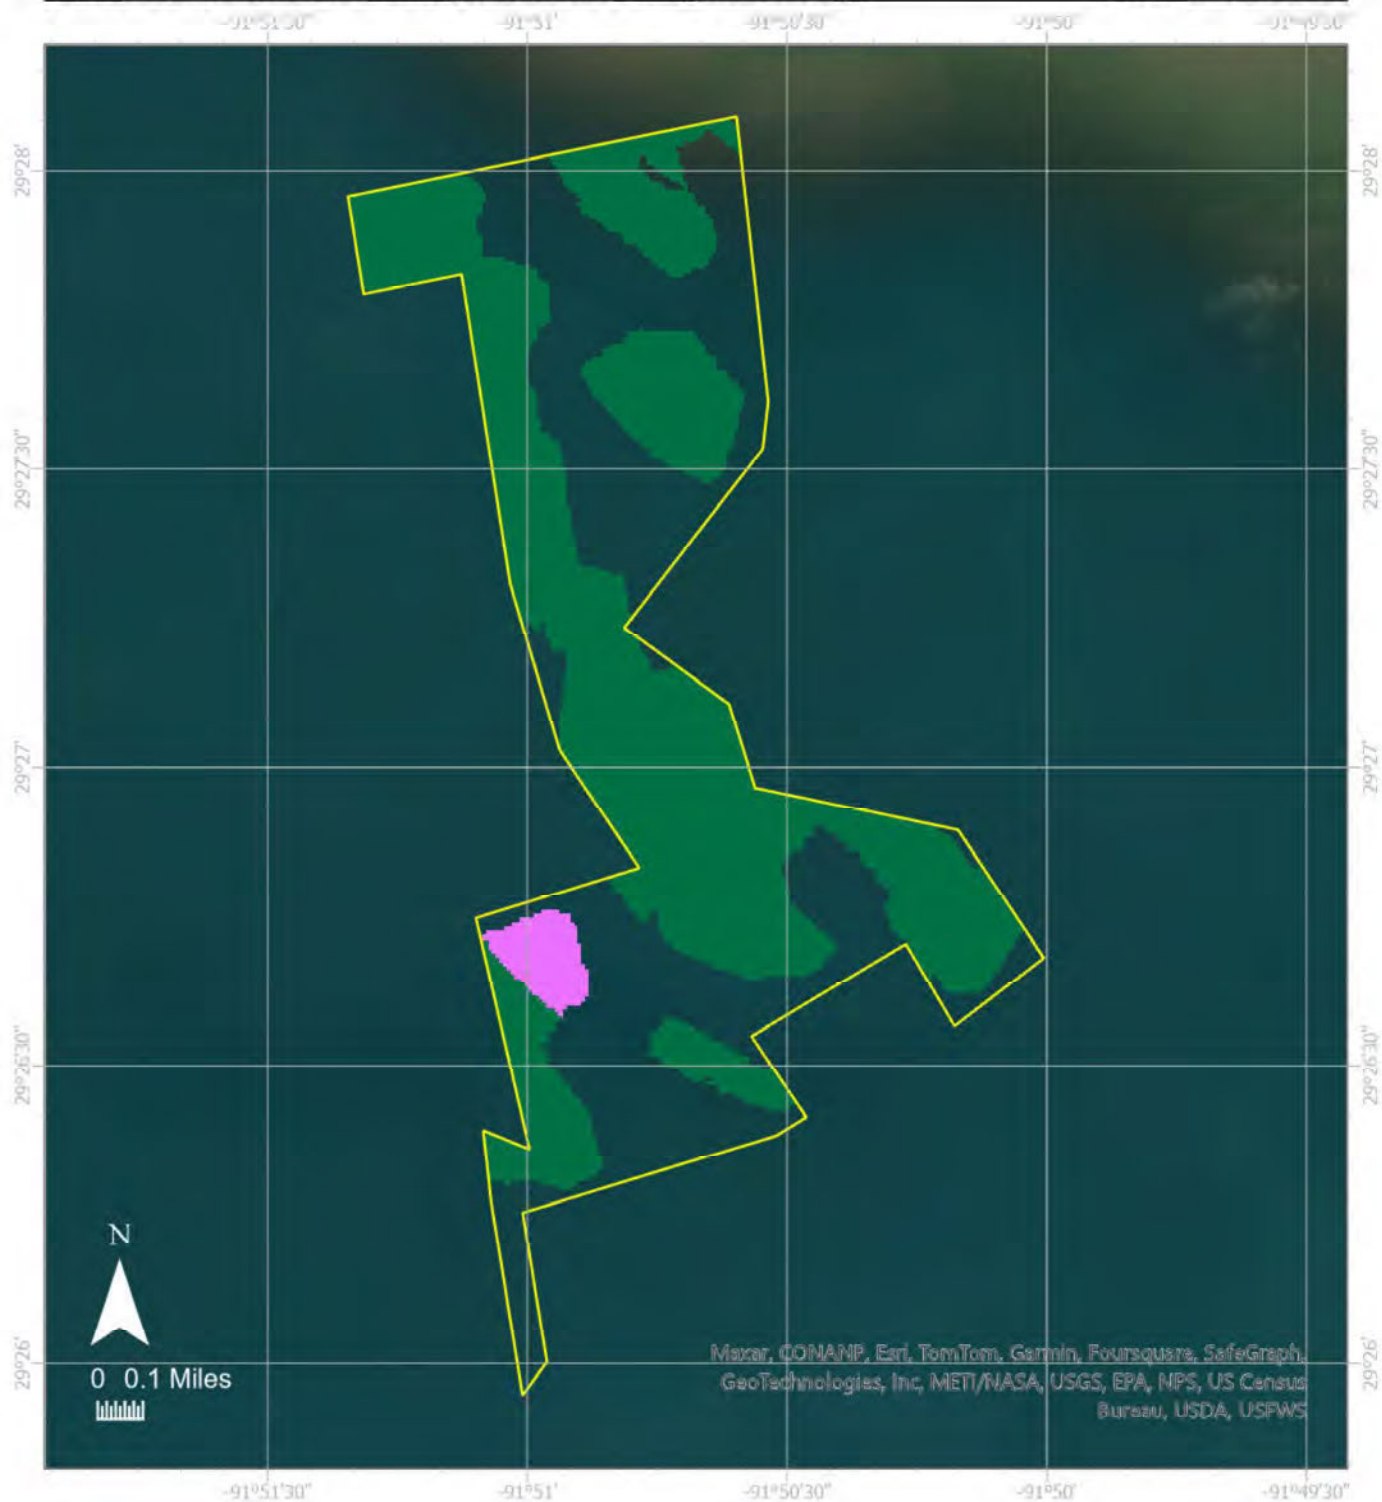 -91°51'30" -91°51' -91°50'30" -91°50' -91°49'30"
29°28' 29°28'
29°27'30" 29°27'30"
29°27' 29°27'
29°26'30" 29°26'30"
N
29°26' 29°26'
Maxar, CONANP, Esri, TomTom, Garmin, Foursquare, SafeGraph,
0 0.1 Miles
GeoTechnologies, Inc, METI/NASA, USGS, EPA, NPS, US Census
Bureau, USDA, USFWS
-91°51'30" -91°51' -91°50'30" -91°50' -91°49'30"